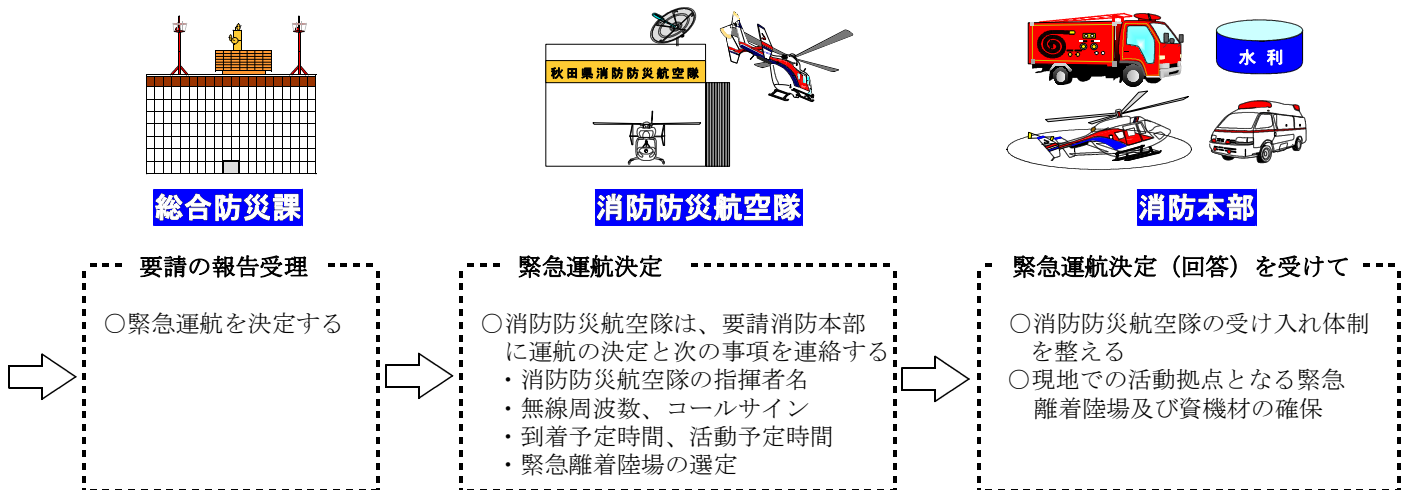 秋田県消防防災航空隊
水 利
総合防災課
消防防災航空隊
消防本部
要請の報告受理
○緊急運航を決定する
緊急運航決定
○消防防災航空隊は、要請消防本部
に運航の決定と次の事項を連絡する
・消防防災航空隊の指揮者名
・無線周波数、コールサイン
・到着予定時間、活動予定時間
・緊急離着陸場の選定
緊急運航決定（回答）を受けて
○消防防災航空隊の受け入れ体制
を整える
○現地での活動拠点となる緊急
離着陸場及び資機材の確保